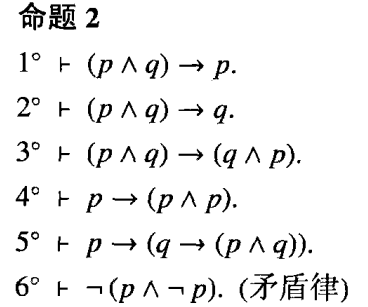 命题 2
1° ⊢ (p ∧ q) → p.
2° ⊢ (p ∧ q) → q.
3° ⊢ (p ∧ q) → (q ∧ p).
4° ⊢ p → (p ∧ p).
5° ⊢ p → (q → (p ∧ q)).
6° ⊢ ¬ (p ∧ ¬ p). (矛盾律)